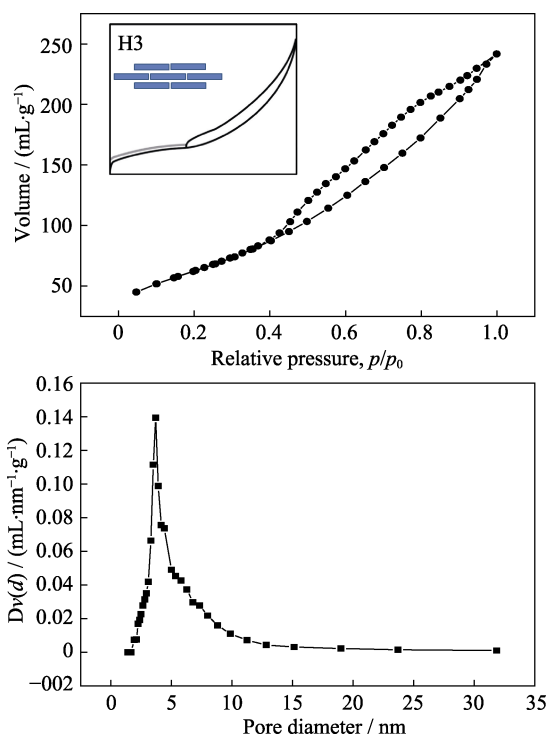 H3
250
200
150
100
50
Volume / (mL·g⁻¹)
0 0.2 0.4 0.6 0.8 1.0
Relative pressure, p/p₀
0.16
0.14
0.12
0.10
0.08
0.06
0.04
0.02
0
−002
Dv(d) / (mL·nm⁻¹·g⁻¹)
0 5 10 15 20 25 30 35
Pore diameter / nm